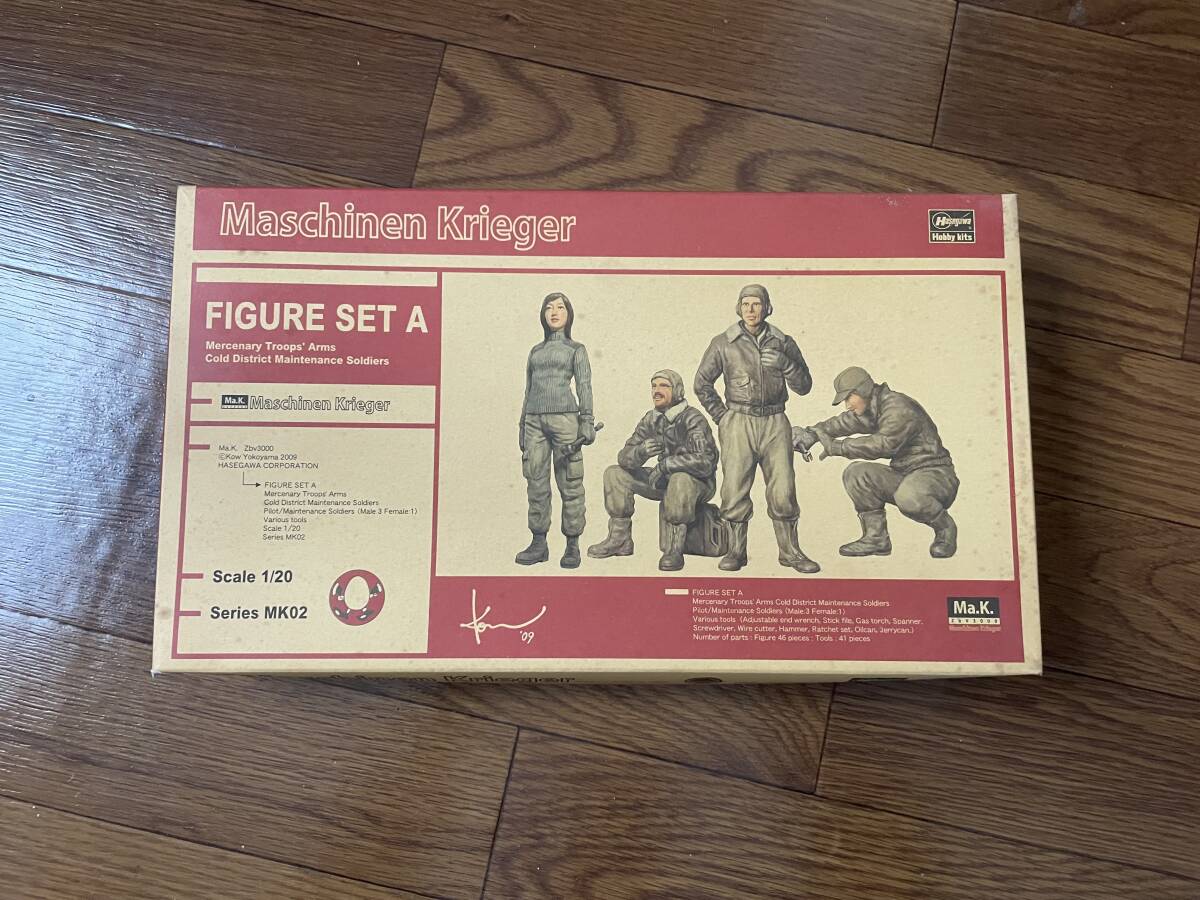 Maschinen Krieger
Hasegawa
Hobby kits
FIGURE SET A
Mercenary Troops' Arms
Cold District Maintenance Soldiers
Ma.K. Maschinen Krieger
Ma.K. Zbv3000
©Kow Yokoyama 2009
HASEGAWA CORPORATION
FIGURE SET A
Mercenary Troops' Arms
Cold District Maintenance Soldiers
Pilot/Maintenance Soldiers (Male 3 Female:1)
Various tools
Scale 1/20
Series MK02
Scale 1/20
Series MK02
Kow '09
FIGURE SET A
Mercenary Troops' Arms Cold District Maintenance Soldiers
Pilot/Maintenance Soldiers (Male:3 Female:1)
Various tools (Adjustable end wrench, Stick file, Gas torch, Spanner,
Screwdriver, Wire cutter, Hammer, Ratchet set, Oilcan, Jerrycan.)
Number of parts : Figure 46 pieces : Tools : 41 pieces
Ma.K.
Zbv3000
Maschinen Krieger
Krieger